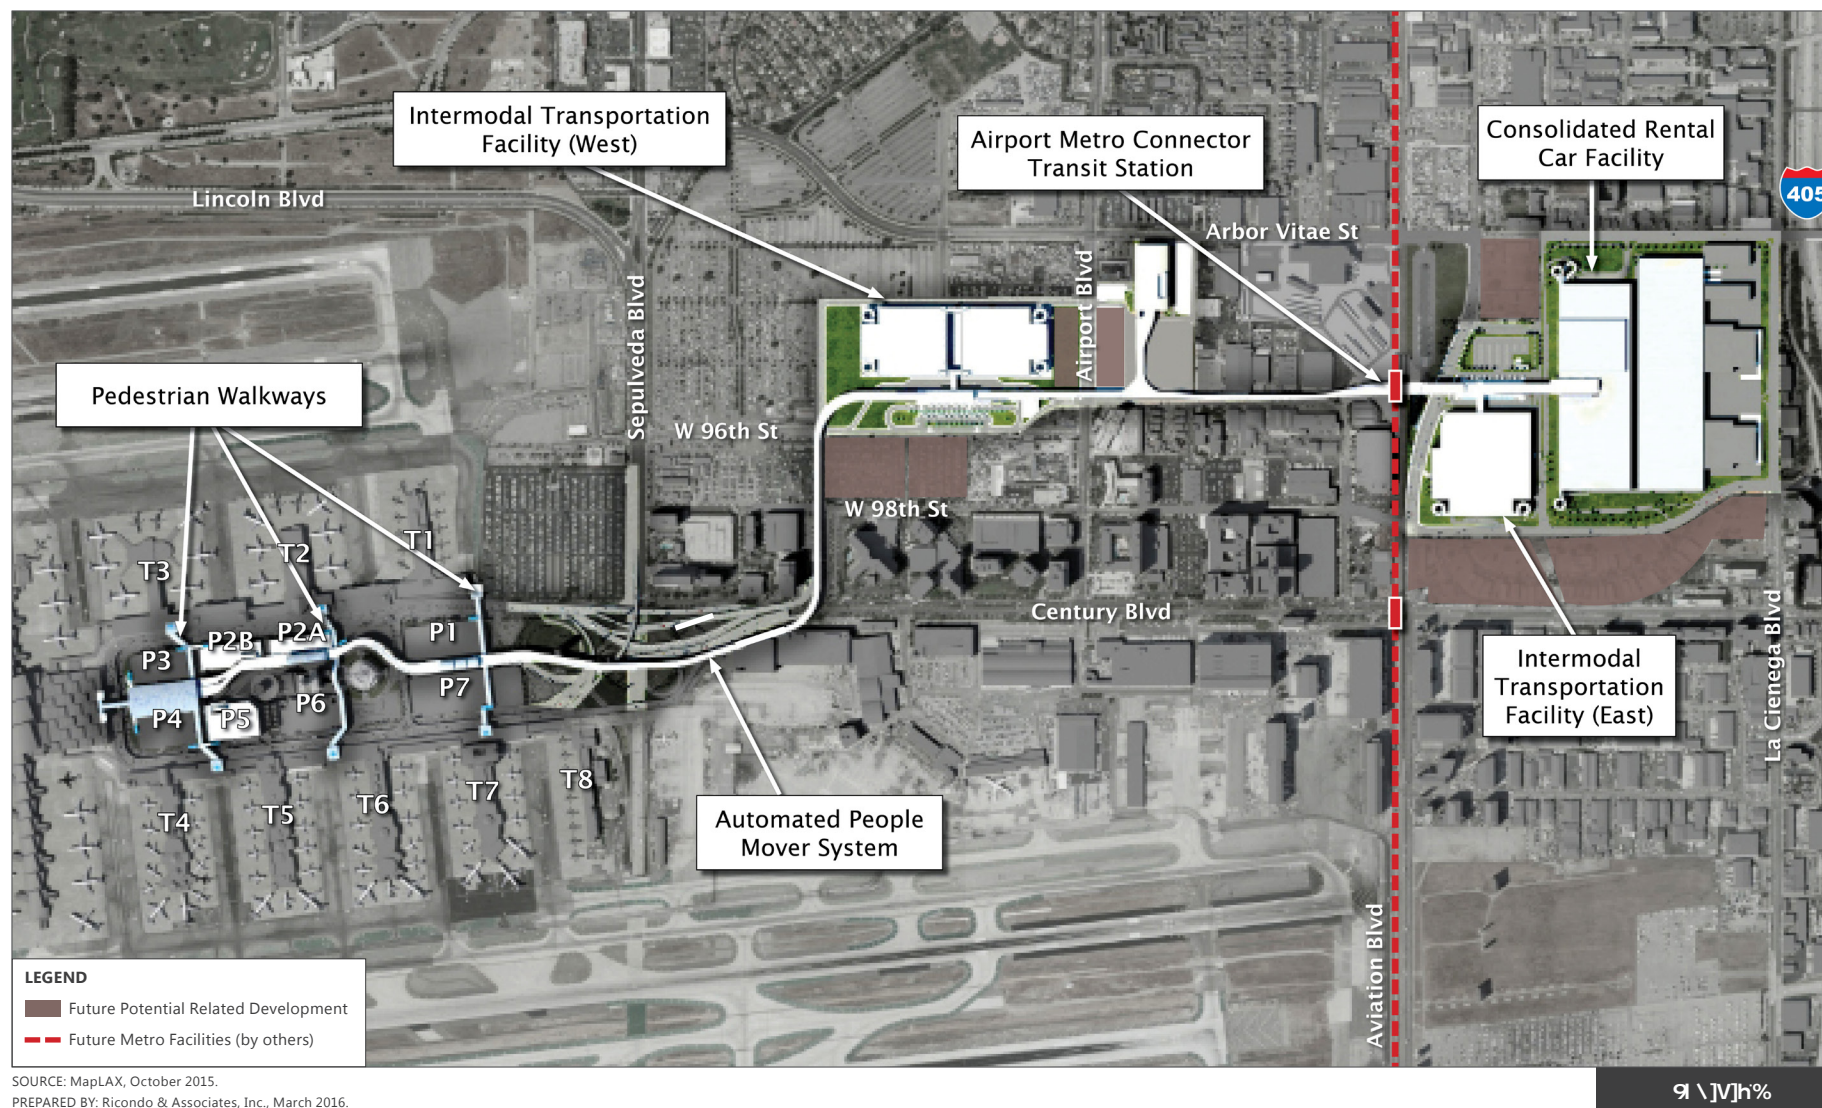 Intermodal Transportation
Facility (West)
Airport Metro Connector
Transit Station
Consolidated Rental
Car Facility
405
Lincoln Blvd
Arbor Vitae St
Sepulveda Blvd
Airport Blvd
Pedestrian Walkways
W 96th St
W 98th St
T3
T2
T1
Century Blvd
P3
P2B
P2A
P1
P4
P5
P6
P7
Intermodal
Transportation
Facility (East)
La Cienega Blvd
T4
T5
T6
T7
T8
Automated People
Mover System
Aviation Blvd
LEGEND
Future Potential Related Development
Future Metro Facilities (by others)
SOURCE: MapLAX, October 2015.
PREPARED BY: Ricondo & Associates, Inc., March 2016.